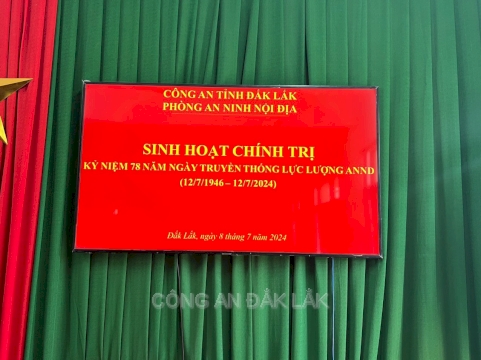 CÔNG AN TỈNH ĐẮK LẮK
PHÒNG AN NINH NỘI ĐỊA
SINH HOẠT CHÍNH TRỊ
KỶ NIỆM 78 NĂM NGÀY TRUYỀN THỐNG LỰC LƯỢNG ANND
(12/7/1946 – 12/7/2024)
Đắk Lắk, ngày 8 tháng 7 năm 2024
CÔNG AN ĐẮK LẮK